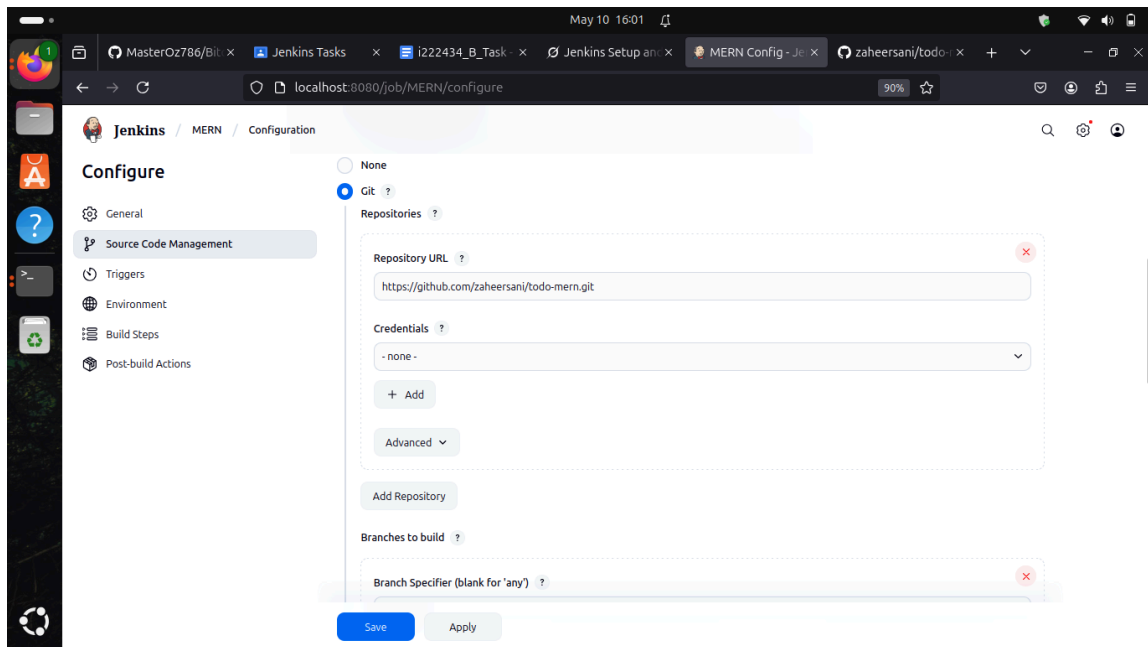 May 10 16:01
MasterOz786/Bit
Jenkins Tasks
i222434_B_Task -
Jenkins Setup and
MERN Config - Je
zaheersani/todo-
localhost:8080/job/MERN/configure
90%
1
Jenkins / MERN / Configuration
Configure
General
Source Code Management
Triggers
Environment
Build Steps
Post-build Actions
None
Git ?
Repositories ?
Repository URL ?
https://github.com/zaheersani/todo-mern.git
Credentials ?
- none -
+ Add
Advanced
Add Repository
Branches to build ?
Branch Specifier (blank for 'any') ?
Save
Apply